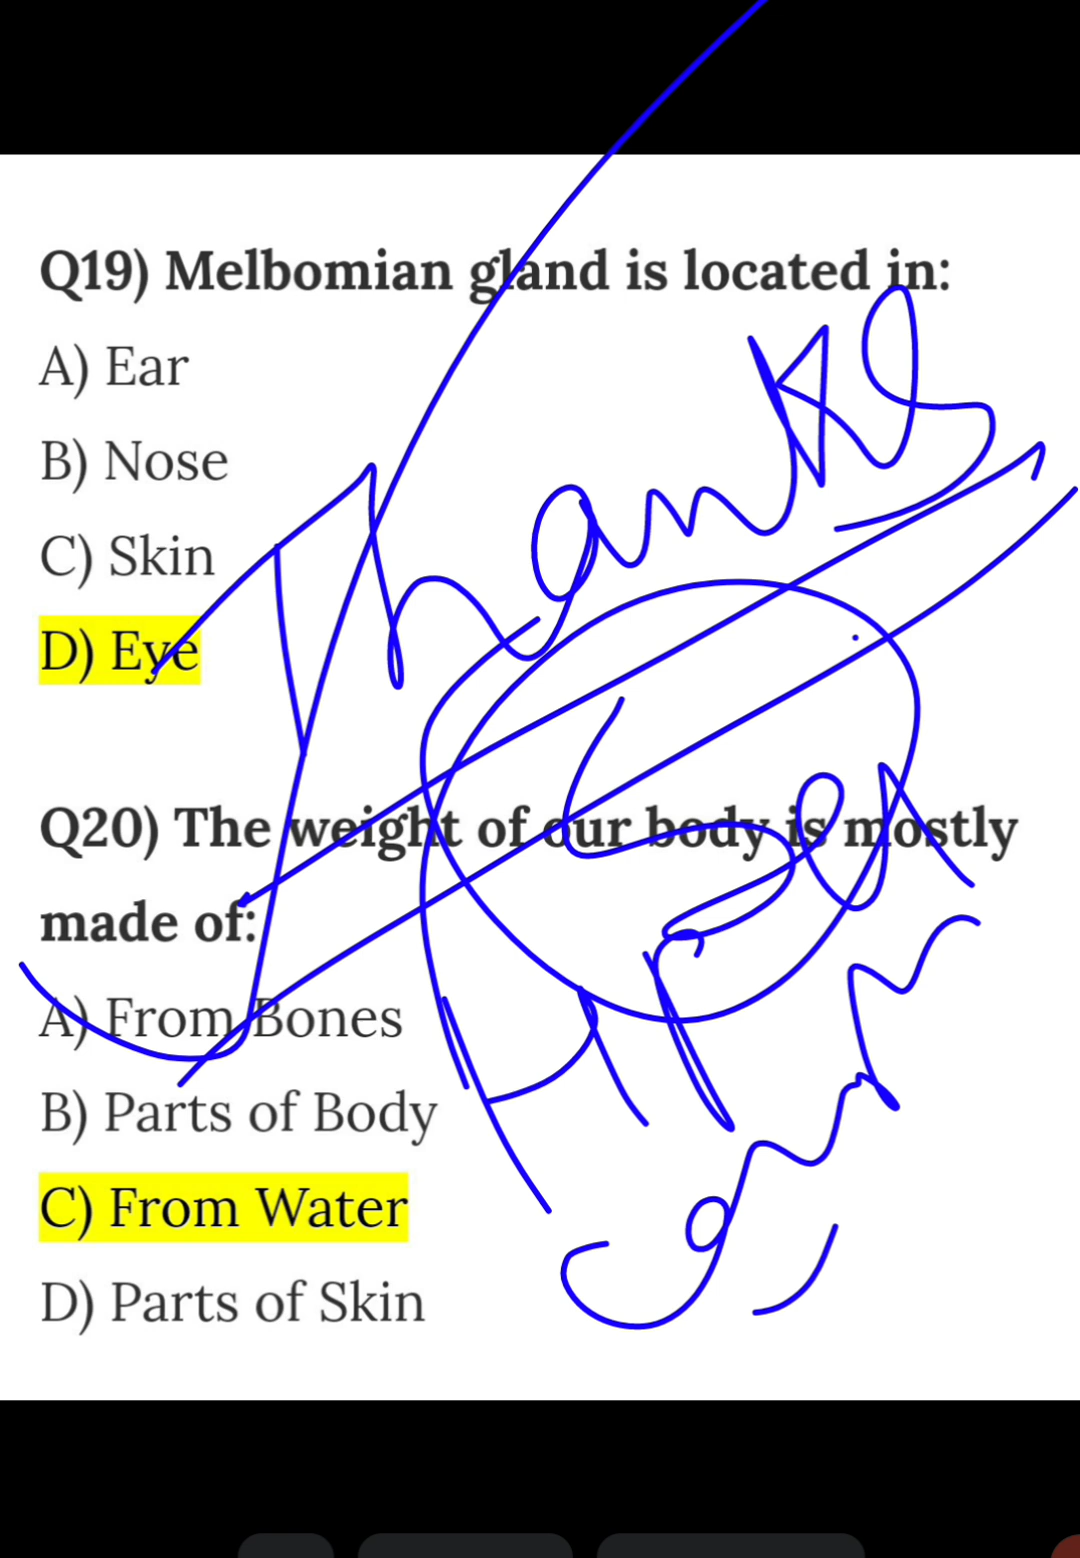 Q19) Melbomian gland is located in:
A) Ear
B) Nose
C) Skin
D) Eye
Thanks
Q20) The weight of our body is mostly
made of:
A) From Bones
B) Parts of Body
C) From Water
D) Parts of Skin